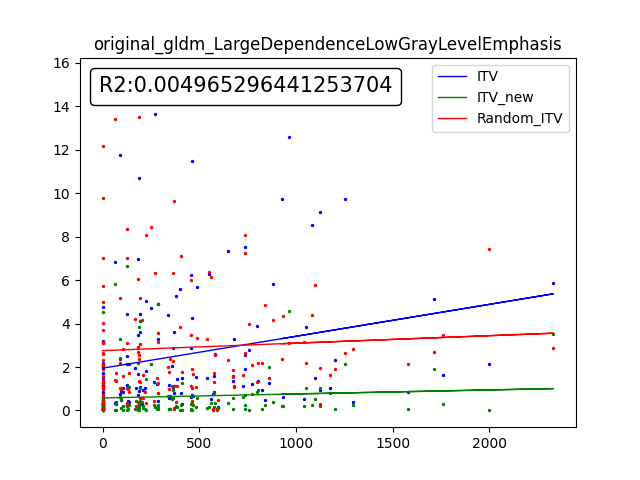 original_gldm_LargeDependenceLowGrayLevelEmphasis
R2:0.004965296441253704
ITV
ITV_new
Random_ITV
16
14
12
10
8
6
4
2
0
0 500 1000 1500 2000